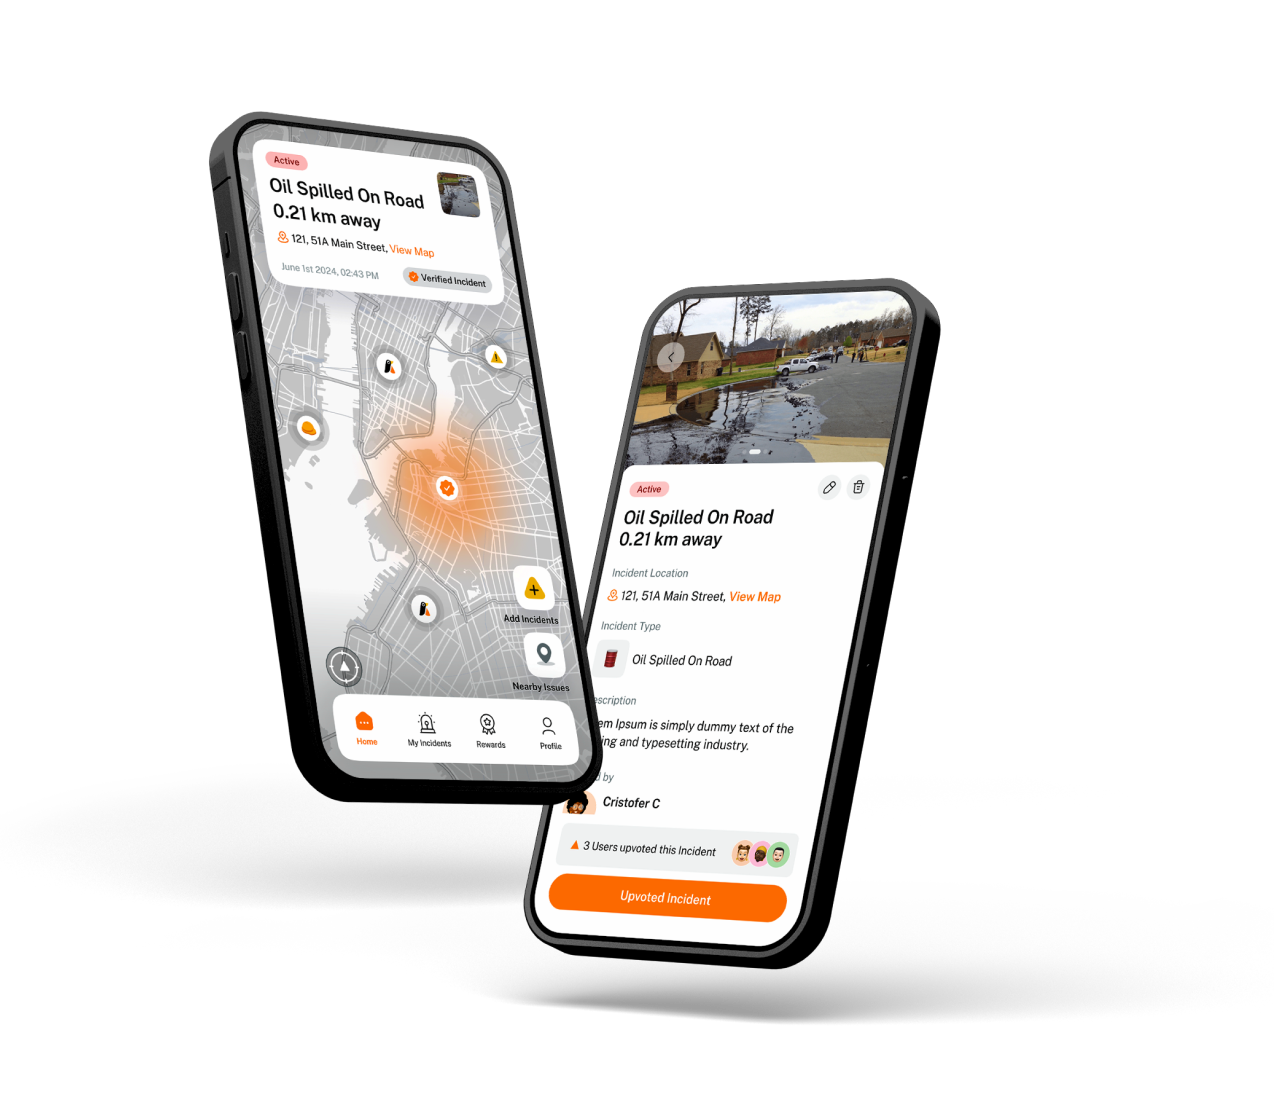 Active
Oil Spilled On Road
0.21 km away
121, 51A Main Street, View Map
June 1st 2024, 02:43 PM
Verified Incident
Add Incidents
Nearby Issues
Home
My Incidents
Rewards
Profile
Active
Oil Spilled On Road
0.21 km away
Incident Location
121, 51A Main Street, View Map
Incident Type
Oil Spilled On Road
Ipsum is simply dummy text of the
and typesetting industry.
by
Cristofer C
3 Users upvoted this Incident
Upvoted Incident